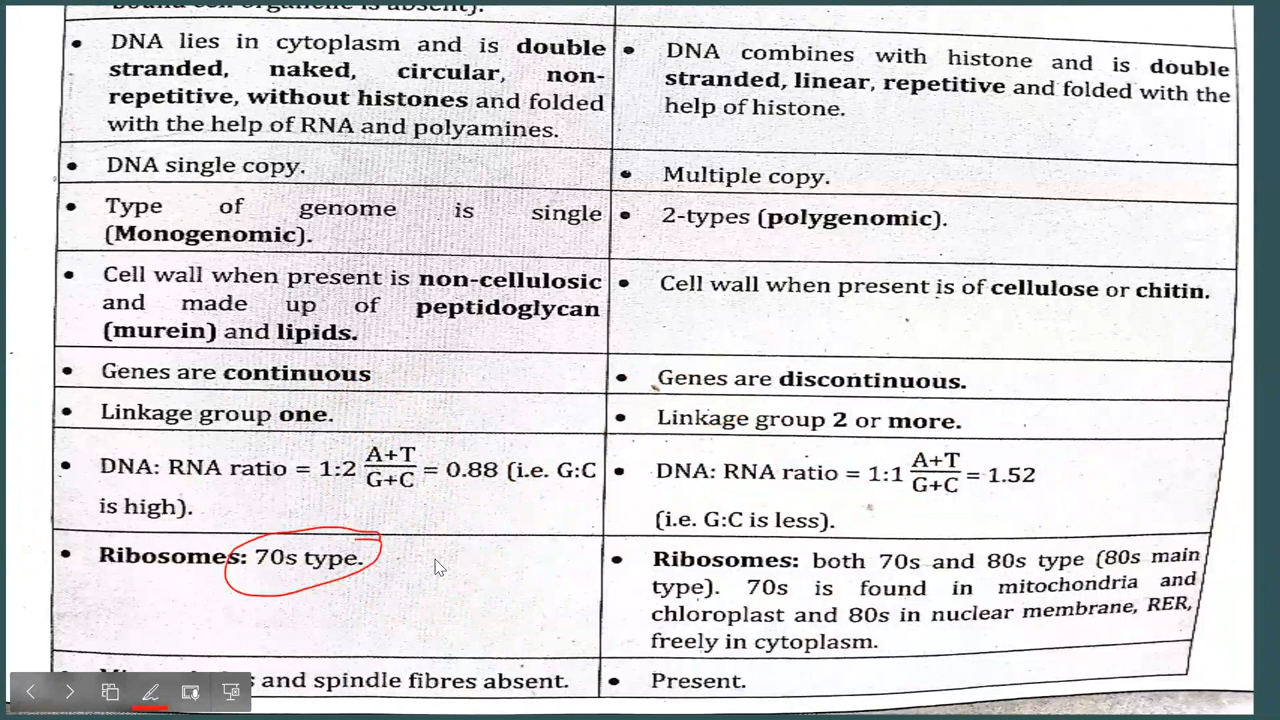 • DNA lies in cytoplasm and is double
stranded, naked, circular, non-
repetitive, without histones and folded
with the help of RNA and polyamines.
• DNA combines with histone and is double
stranded, linear, repetitive and folded with the
help of histone.
• DNA single copy.
• Multiple copy.
• Type of genome is single
(Monogenomic).
• 2-types (polygenomic).
• Cell wall when present is non-cellulosic
and made up of peptidoglycan
(murein) and lipids.
• Cell wall when present is of cellulose or chitin.
• Genes are continuous
• Genes are discontinuous.
• Linkage group one.
• Linkage group 2 or more.
• DNA: RNA ratio = 1:2 A+T/G+C = 0.88 (i.e. G:C
is high).
• DNA: RNA ratio = 1:1 A+T/G+C = 1.52
(i.e. G:C is less).
• Ribosomes: 70s type.
• Ribosomes: both 70s and 80s type (80s main
type). 70s is found in mitochondria and
chloroplast and 80s in nuclear membrane, RER,
freely in cytoplasm.
and spindle fibres absent.
• Present.